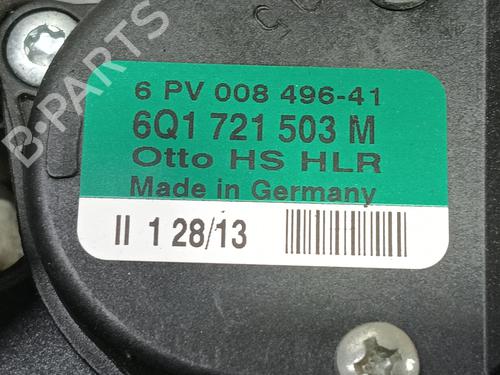 6 PV 008 496-41
6Q1 721 503 M
Otto HS HLR
Made in Germany
II 1 28/13
B-PARTS